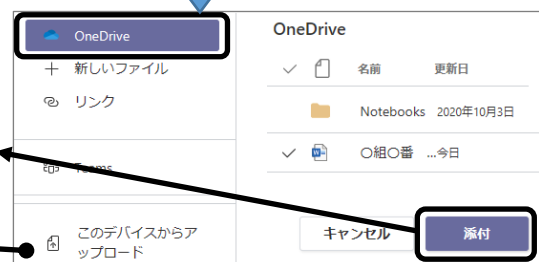 OneDrive
新しいファイル
リンク
Teams
このデバイスからア
ップロード
OneDrive
名前 更新日
Notebooks 2020年10月3日
〇組〇番 ...今日
キャンセル 添付